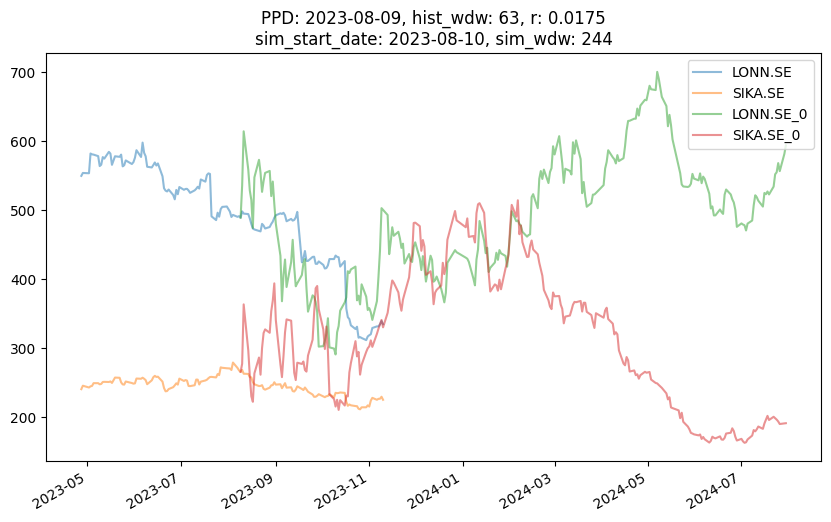 PPD: 2023-08-09, hist_wdw: 63, r: 0.0175
sim_start_date: 2023-08-10, sim_wdw: 244
LONN.SE
SIKA.SE
LONN.SE_0
SIKA.SE_0
700
600
500
400
300
200
2023-05
2023-07
2023-09
2023-11
2024-01
2024-03
2024-05
2024-07